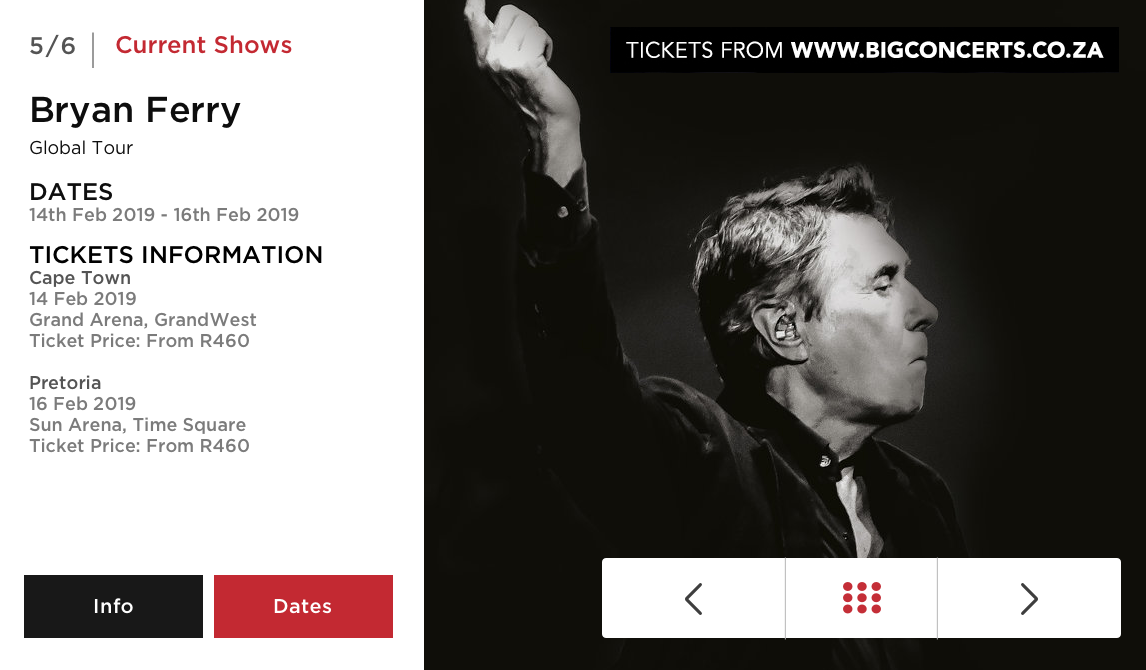 5/6
Current Shows
Bryan Ferry
Global Tour
DATES
14th Feb 2019 - 16th Feb 2019
TICKETS INFORMATION
Cape Town
14 Feb 2019
Grand Arena, GrandWest
Ticket Price: From R460
Pretoria
16 Feb 2019
Sun Arena, Time Square
Ticket Price: From R460
Info
Dates
TICKETS FROM WWW.BIGCONCERTS.CO.ZA